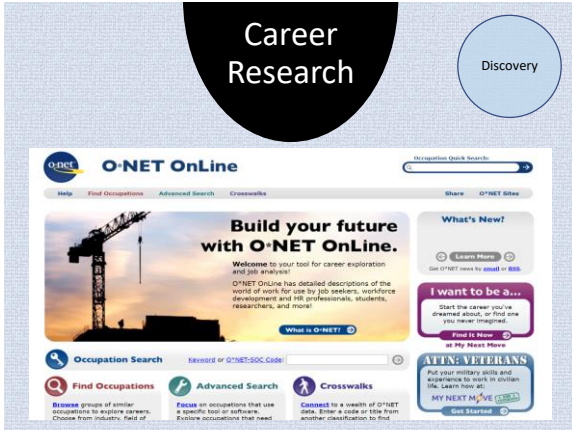 Career
Research
Discovery
o·net
O*NET OnLine
Occupation Quick Search:
Help Find Occupations Advanced Search Crosswalks Share O*NET Sites
Build your future
with O*NET OnLine.
Welcome to your tool for career exploration
and job analysis!
O*NET OnLine has detailed descriptions of the
world of work for use by job seekers, workforce
development and HR professionals, students,
researchers, and more!
What is O*NET?
What's New?
Learn More
Get O*NET news by email or RSS.
I want to be a...
Start the career you've
dreamed about, or find one
you never imagined.
Find It Now
at My Next Move
Occupation Search Keyword or O*NET-SOC Code:
ATTN: VETERANS
Put your military skills and
experience to work in civilian
life. Learn how at:
MY NEXT MOVE
Get Started
Find Occupations
Browse groups of similar
occupations to explore careers.
Choose from industry, field of
Advanced Search
Focus on occupations that use
a specific tool or software.
Explore occupations that need
Crosswalks
Connect to a wealth of O*NET
data. Enter a code or title from
another classification to find